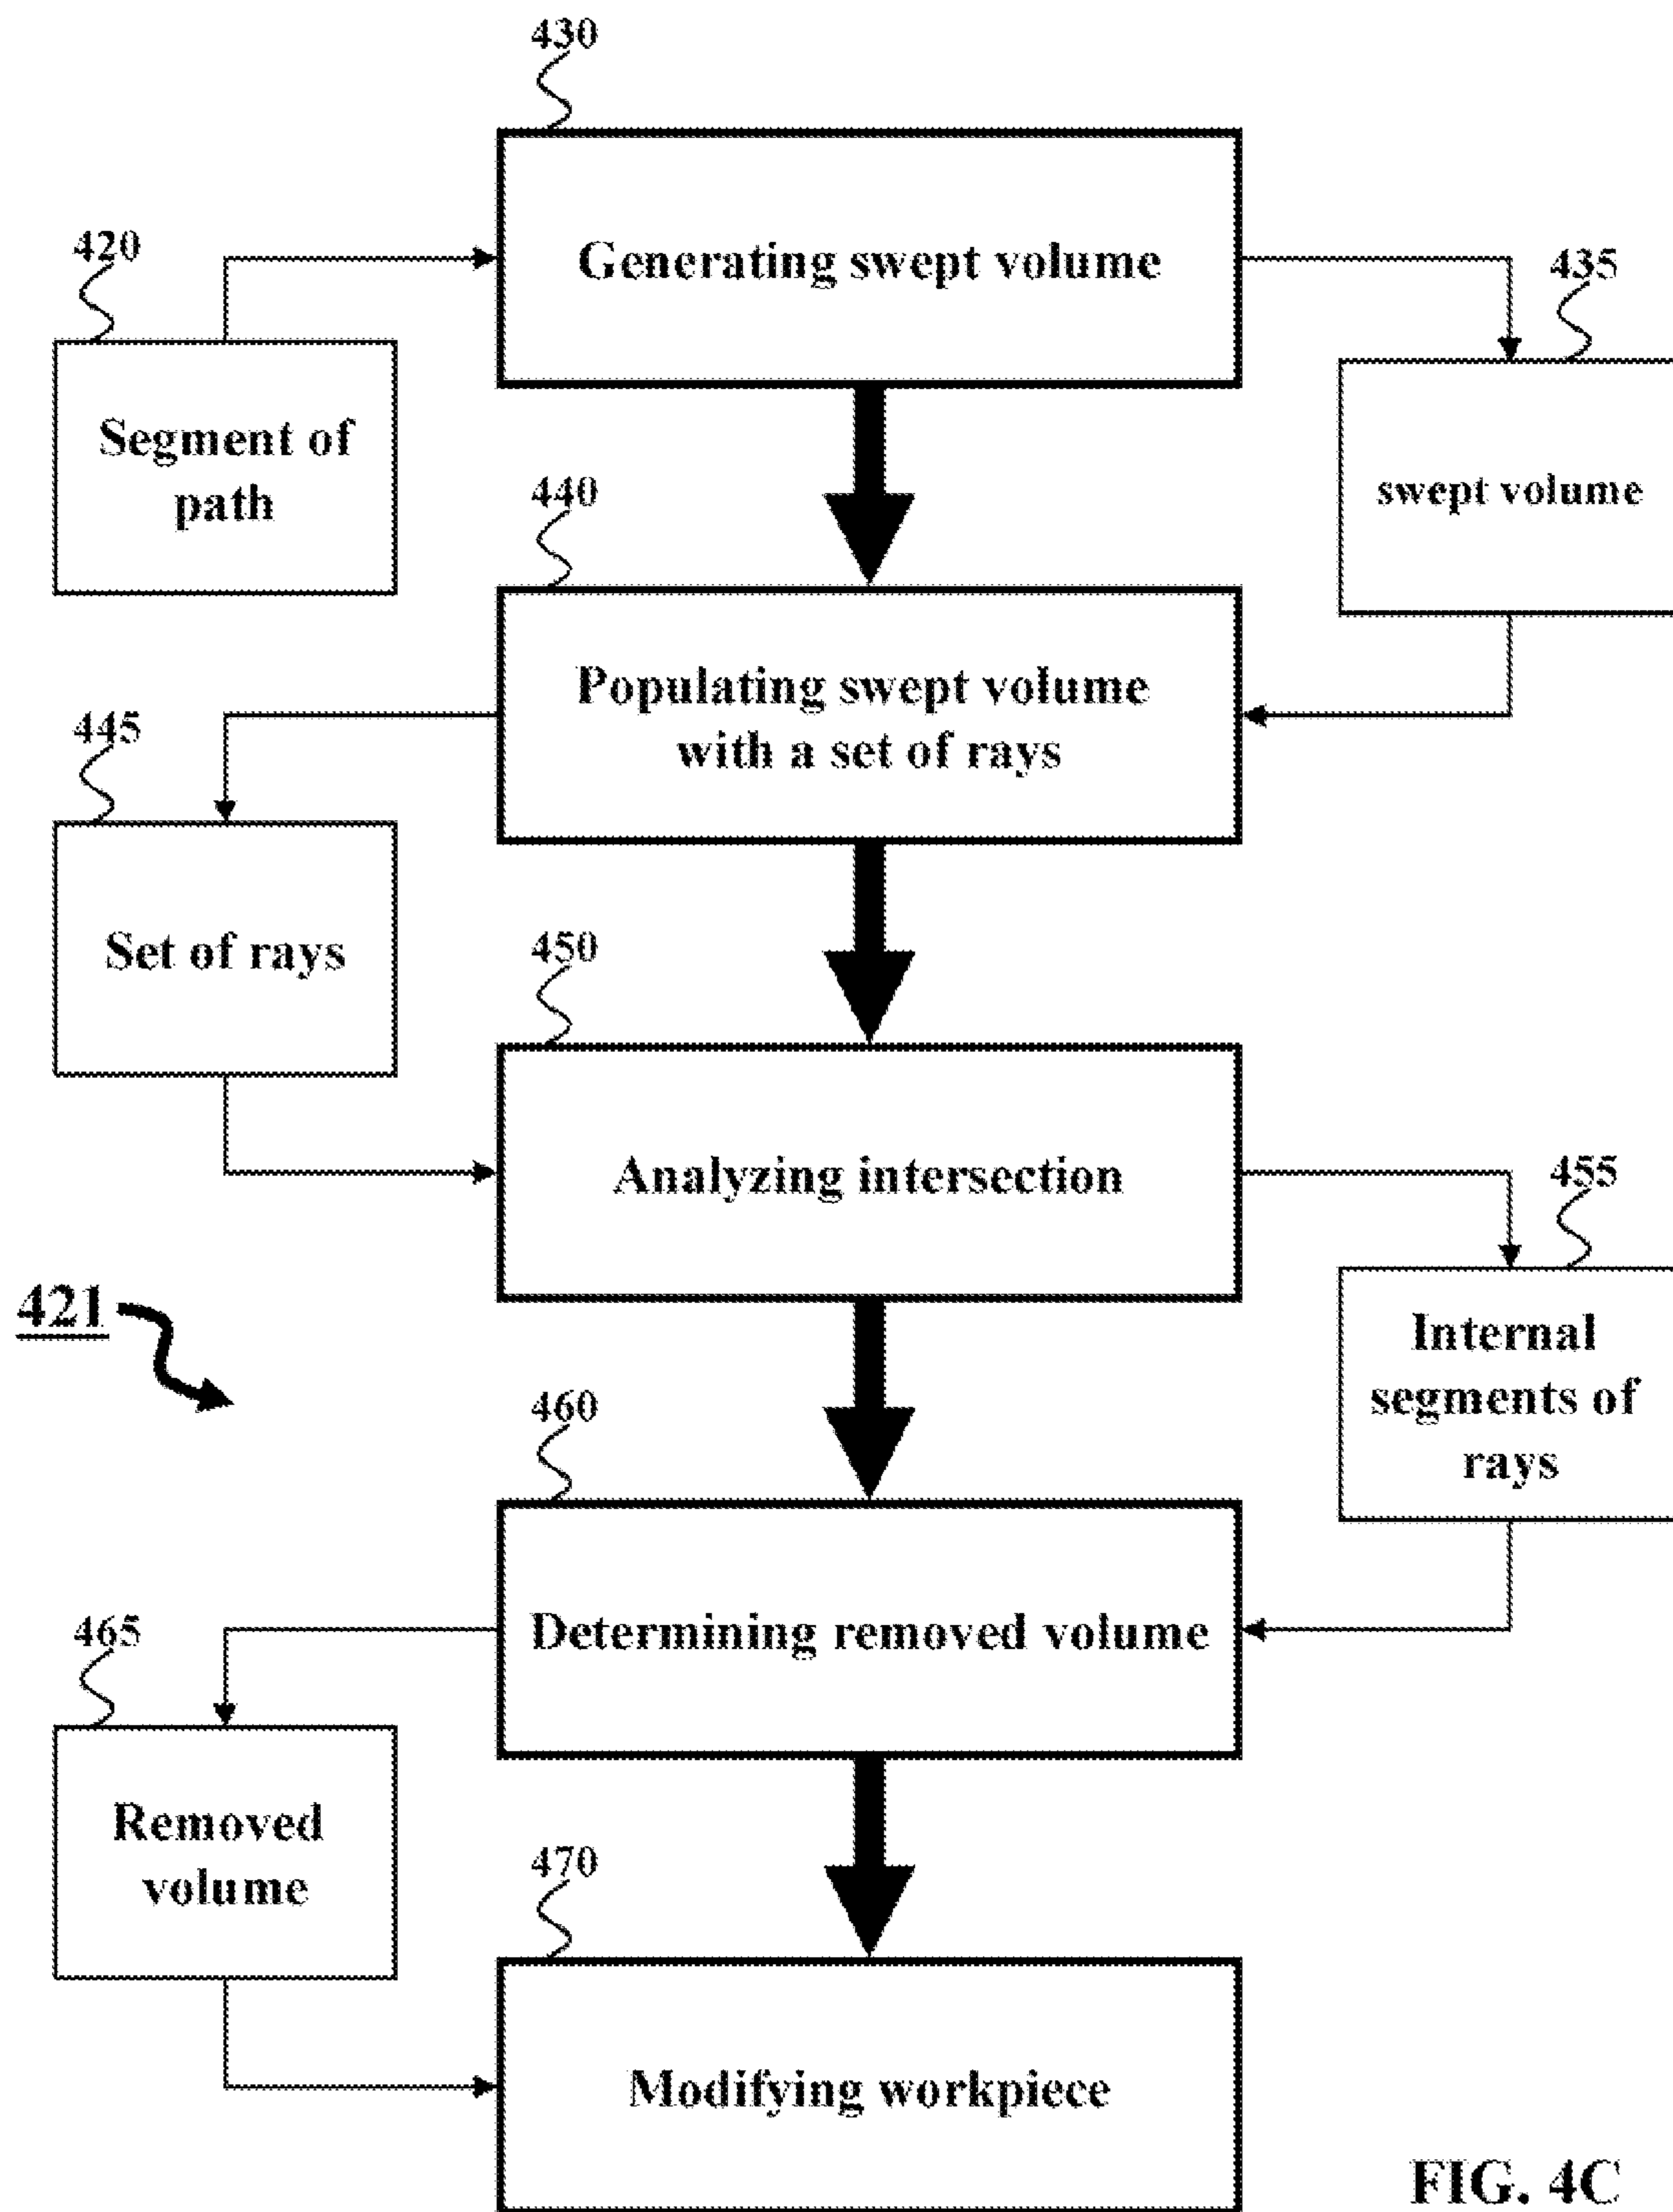 430
Generating swept volume
420
Segment of
path
435
swept volume
440
Populating swept volume
with a set of rays
445
Set of rays
450
Analyzing intersection
455
Internal
segments of
rays
421
460
Determining removed volume
465
Removed
volume
470
Modifying workpiece
FIG. 4C